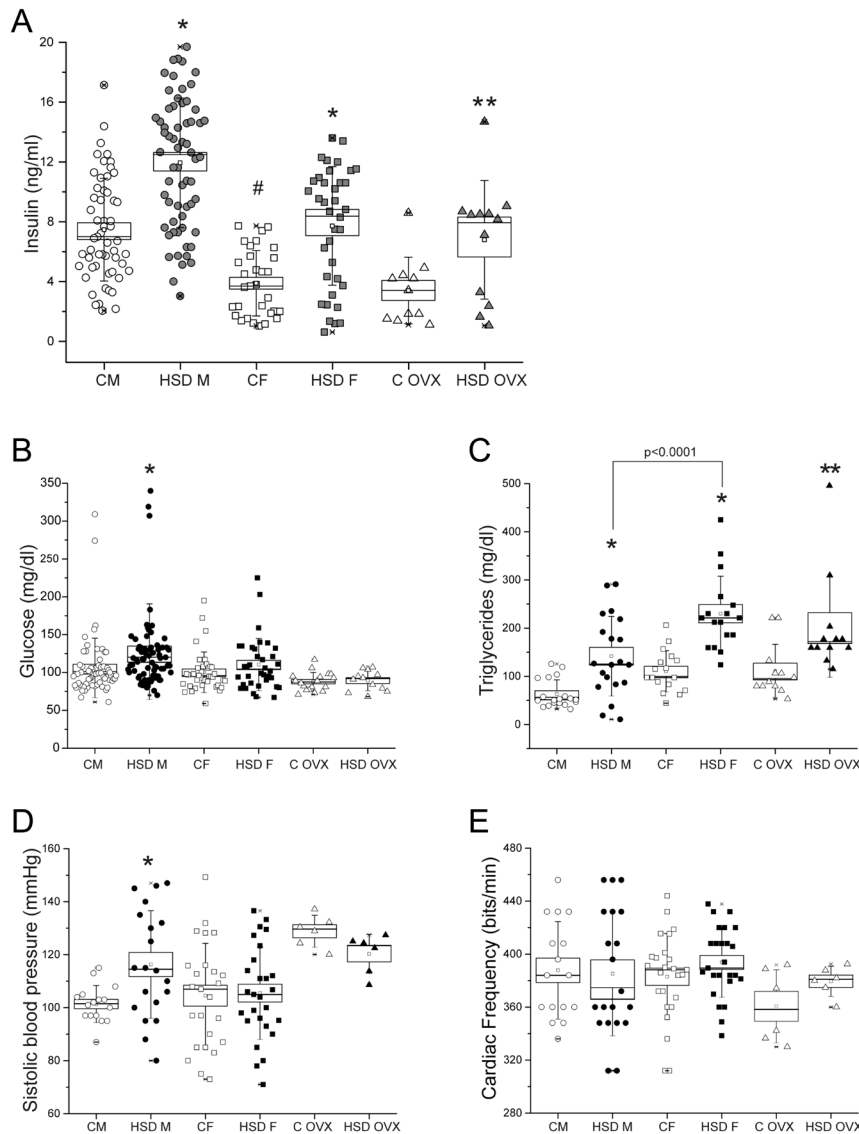 A
Insulin (ng/ml)
20
16
12
8
4
0
*
#
*
**
CM HSD M CF HSD F C OVX HSD OVX
B
Glucose (mg/dl)
350
300
250
200
150
100
50
0
*
CM HSD M CF HSD F C OVX HSD OVX
C
Triglycerides (mg/dl)
500
400
300
200
100
0
p<0.0001
*
*
**
CM HSD M CF HSD F C OVX HSD OVX
D
Sistolic blood pressure (mmHg)
160
140
120
100
80
60
*
CM HSD M CF HSD F C OVX HSD OVX
E
Cardiac Frequency (bits/min)
480
440
400
360
320
280
CM HSD M CF HSD F C OVX HSD OVX